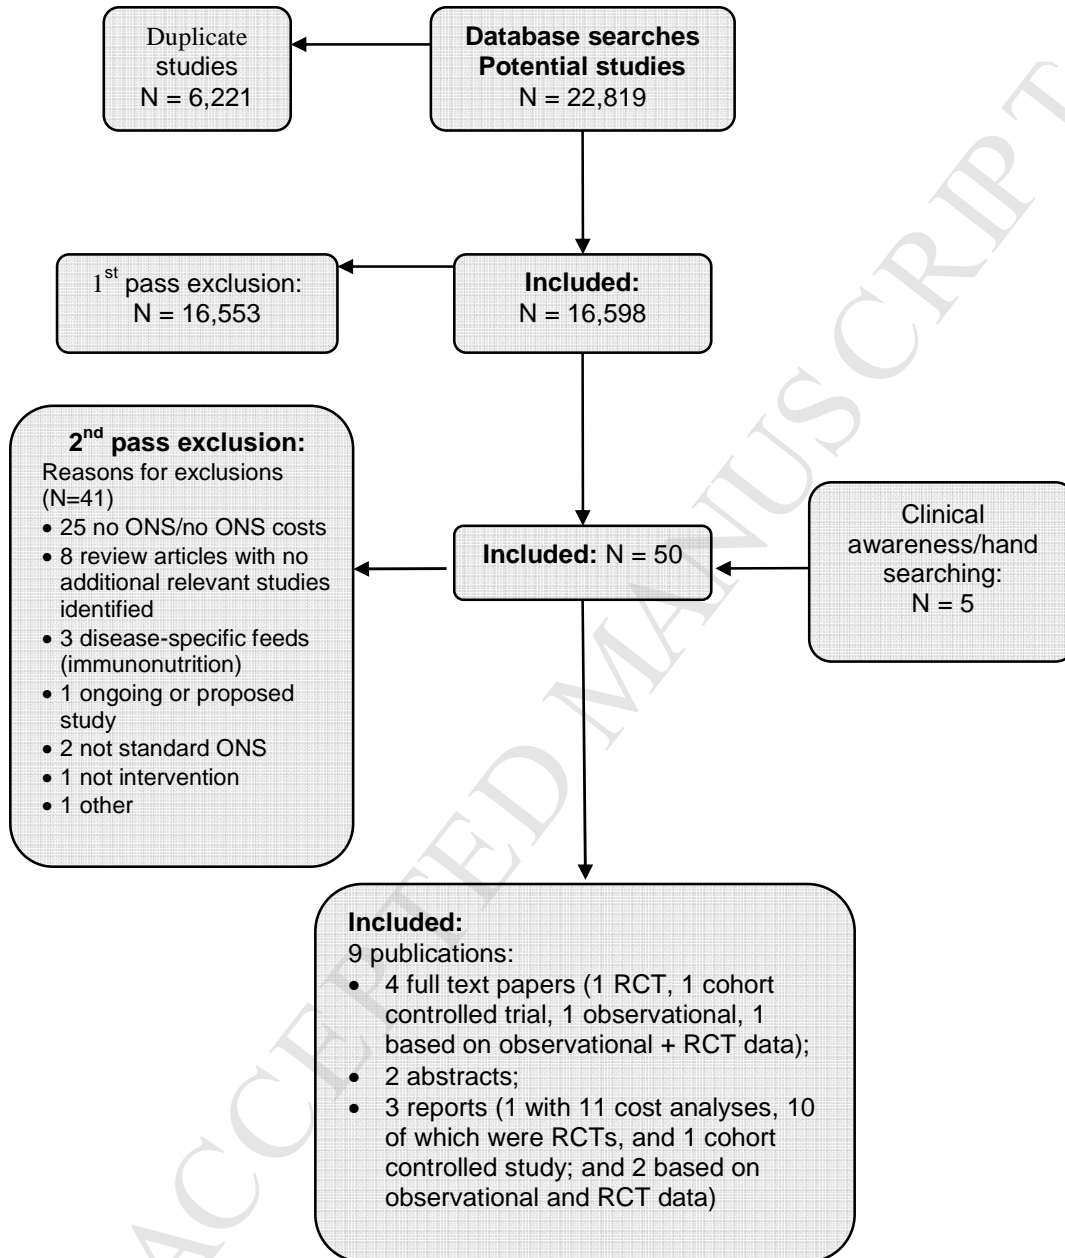 Duplicate
studies
N = 6,221
Database searches
Potential studies
N = 22,819
1st pass exclusion:
N = 16,553
Included:
N = 16,598
2nd pass exclusion:
Reasons for exclusions
(N=41)
• 25 no ONS/no ONS costs
• 8 review articles with no
additional relevant studies
identified
• 3 disease-specific feeds
(immunonutrition)
• 1 ongoing or proposed
study
• 2 not standard ONS
• 1 not intervention
• 1 other
Included: N = 50
Clinical
awareness/hand
searching:
N = 5
Included:
9 publications:
• 4 full text papers (1 RCT, 1 cohort
controlled trial, 1 observational, 1
based on observational + RCT data);
• 2 abstracts;
• 3 reports (1 with 11 cost analyses, 10
of which were RCTs, and 1 cohort
controlled study; and 2 based on
observational and RCT data)
ACCEPTED MANUSCRIPT